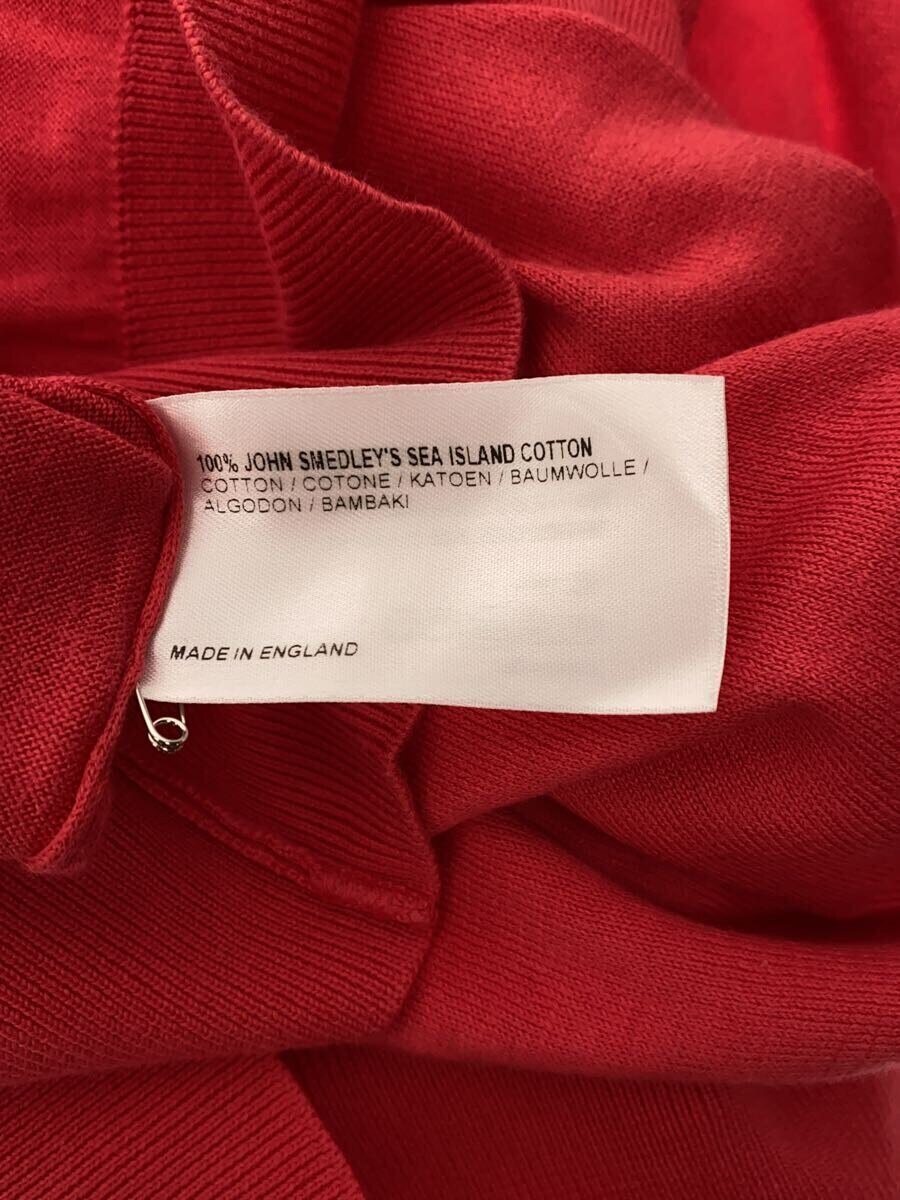 100% JOHN SMEDLEY'S SEA ISLAND COTTON
COTTON / COTONE / KATOEN / BAUMWOLLE /
ALGODON / BAMBAKI
MADE IN ENGLAND